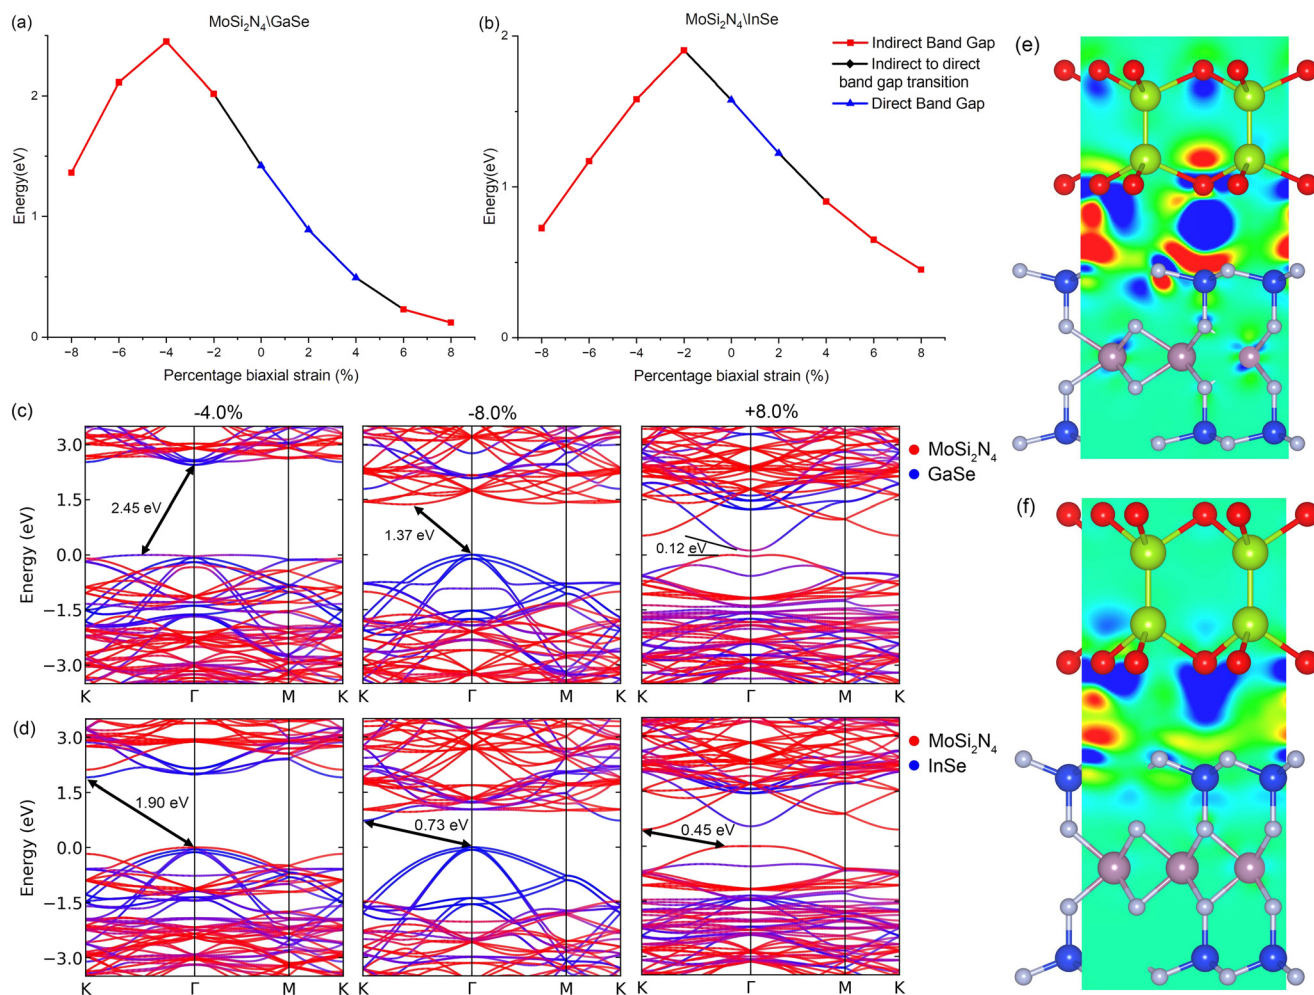 (a) MoSi₂N₄\GaSe
Energy(eV)
2
1
0
−8 −6 −4 −2 0 2 4 6 8
Percentage biaxial strain (%)
(b) MoSi₂N₄\InSe
Indirect Band Gap
Indirect to direct
band gap transition
Direct Band Gap
Energy(eV)
2
1
0
−8 −6 −4 −2 0 2 4 6 8
Percentage biaxial strain (%)
(c) -4.0% -8.0% +8.0%
Energy (eV)
3.0
1.5
0.0
−1.5
−3.0
2.45 eV
1.37 eV
0.12 eV
K Γ M K
K Γ M K
K Γ M K
MoSi₂N₄
GaSe
(d)
Energy (eV)
3.0
1.5
0.0
−1.5
−3.0
1.90 eV
0.73 eV
0.45 eV
K Γ M K
K Γ M K
K Γ M K
MoSi₂N₄
InSe
(e)
(f)